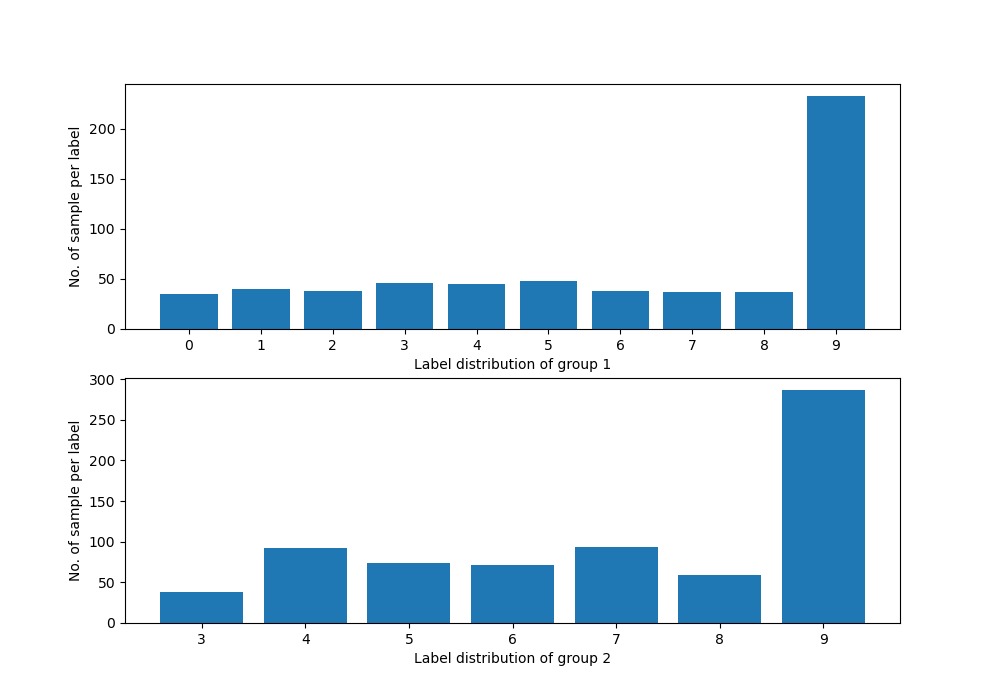 No. of sample per label
200
150
100
50
0
0 1 2 3 4 5 6 7 8 9
Label distribution of group 1
No. of sample per label
300
250
200
150
100
50
0
3 4 5 6 7 8 9
Label distribution of group 2